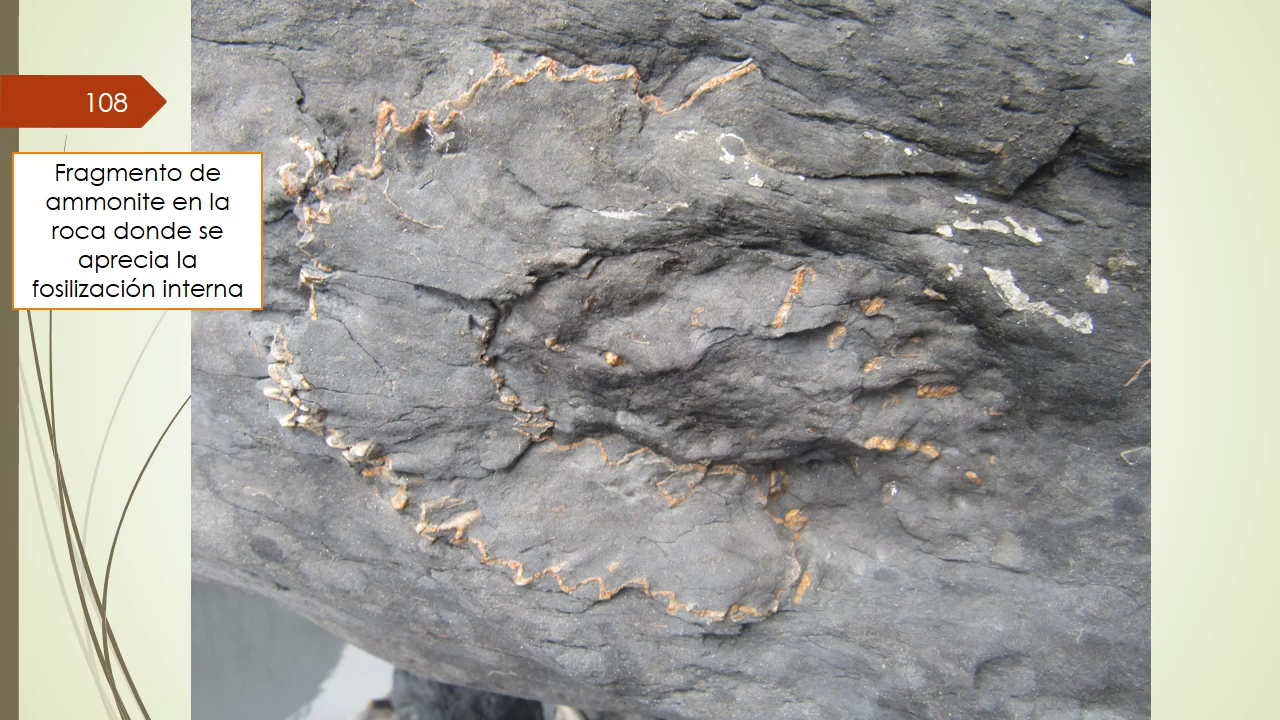 108
Fragmento de
ammonite en la
roca donde se
aprecia la
fosilización interna